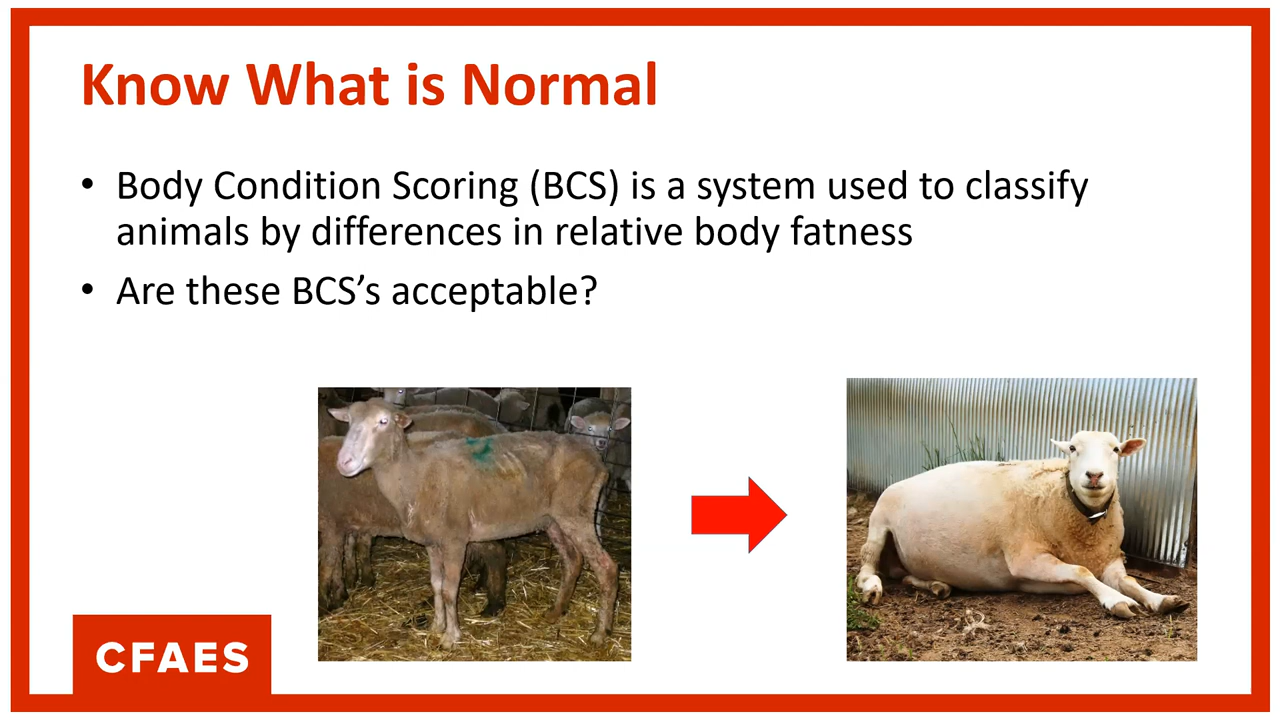 Know What is Normal
• Body Condition Scoring (BCS) is a system used to classify
animals by differences in relative body fatness
• Are these BCS’s acceptable?
CFAES